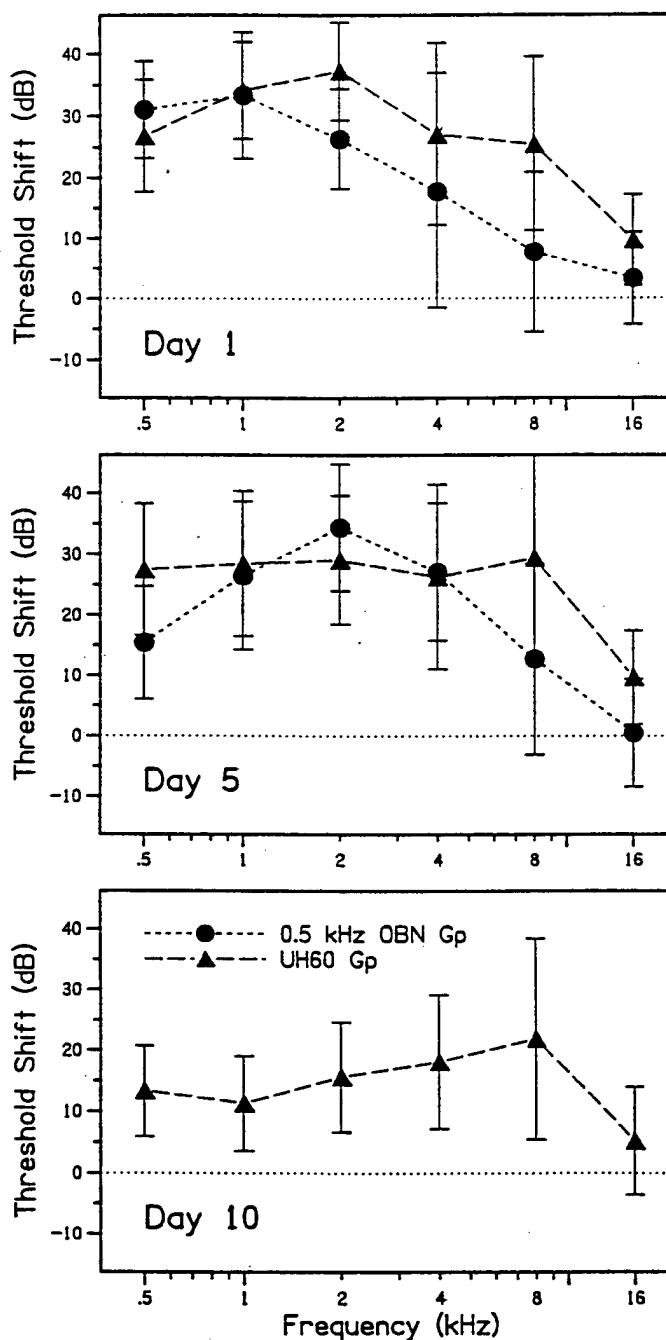 Threshold Shift (dB)
40
30
20
10
0
-10
Day 1
.5 1 2 4 8 16
Threshold Shift (dB)
40
30
20
10
0
-10
Day 5
.5 1 2 4 8 16
Threshold Shift (dB)
40
30
20
10
0
-10
0.5 kHz OBN Gp
UH60 Gp
Day 10
.5 1 2 4 8 16
Frequency (kHz)